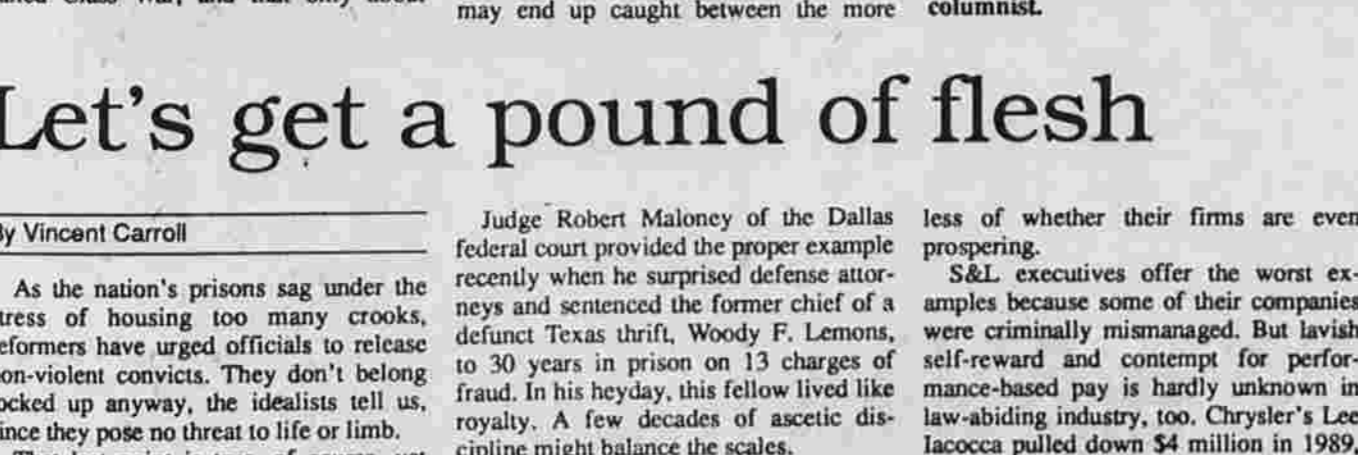 may end up caught between the more
columnist.
Let's get a pound of flesh
By Vincent Carroll
As the nation's prisons sag under the
tress of housing too many crooks,
eformers have urged officials to release
on-violent convicts. They don't belong
ocked up anyway, the idealists tell us,
ince they pose no threat to life or limb.
Judge Robert Maloney of the Dallas
federal court provided the proper example
recently when he surprised defense attor-
neys and sentenced the former chief of a
defunct Texas thrift, Woody F. Lemons,
to 30 years in prison on 13 charges of
fraud. In his heyday, this fellow lived like
royalty. A few decades of ascetic dis-
cipline might balance the scales.
less of whether their firms are even
prospering.
S&L executives offer the worst ex-
amples because some of their companies
were criminally mismanaged. But lavish
self-reward and contempt for perfor-
mance-based pay is hardly unknown in
law-abiding industry, too. Chrysler's Lee
Iacocca pulled down $4 million in 1989,